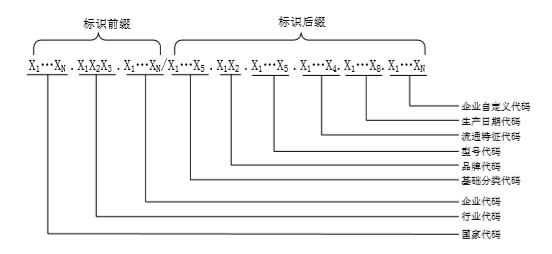 标识前缀 标识后缀
X₁…X_N . X₁X₂X₃ . X₁…X_N/X₁…X₅ . X₁X₂ . X₁…X₅ . X₁…X₄. X₁…X₈. X₁…X_N
企业自定义代码
生产日期代码
流通特征代码
型号代码
品牌代码
基础分类代码
企业代码
行业代码
国家代码